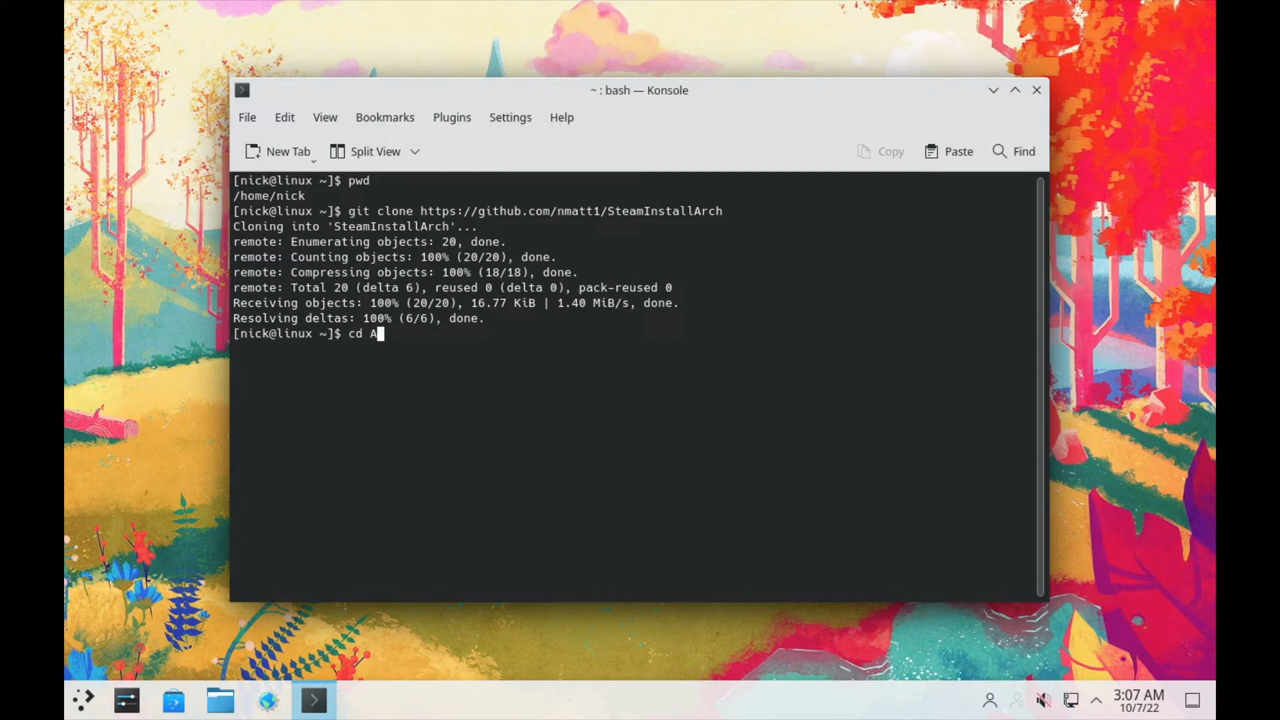 ~ : bash — Konsole
File Edit View Bookmarks Plugins Settings Help
New Tab Split View Copy Paste Find
[nick@linux ~]$ pwd
/home/nick
[nick@linux ~]$ git clone https://github.com/nmatt1/SteamInstallArch
Cloning into 'SteamInstallArch'...
remote: Enumerating objects: 20, done.
remote: Counting objects: 100% (20/20), done.
remote: Compressing objects: 100% (18/18), done.
remote: Total 20 (delta 6), reused 0 (delta 0), pack-reused 0
Receiving objects: 100% (20/20), 16.77 KiB | 1.40 MiB/s, done.
Resolving deltas: 100% (6/6), done.
[nick@linux ~]$ cd A
3:07 AM
10/7/22